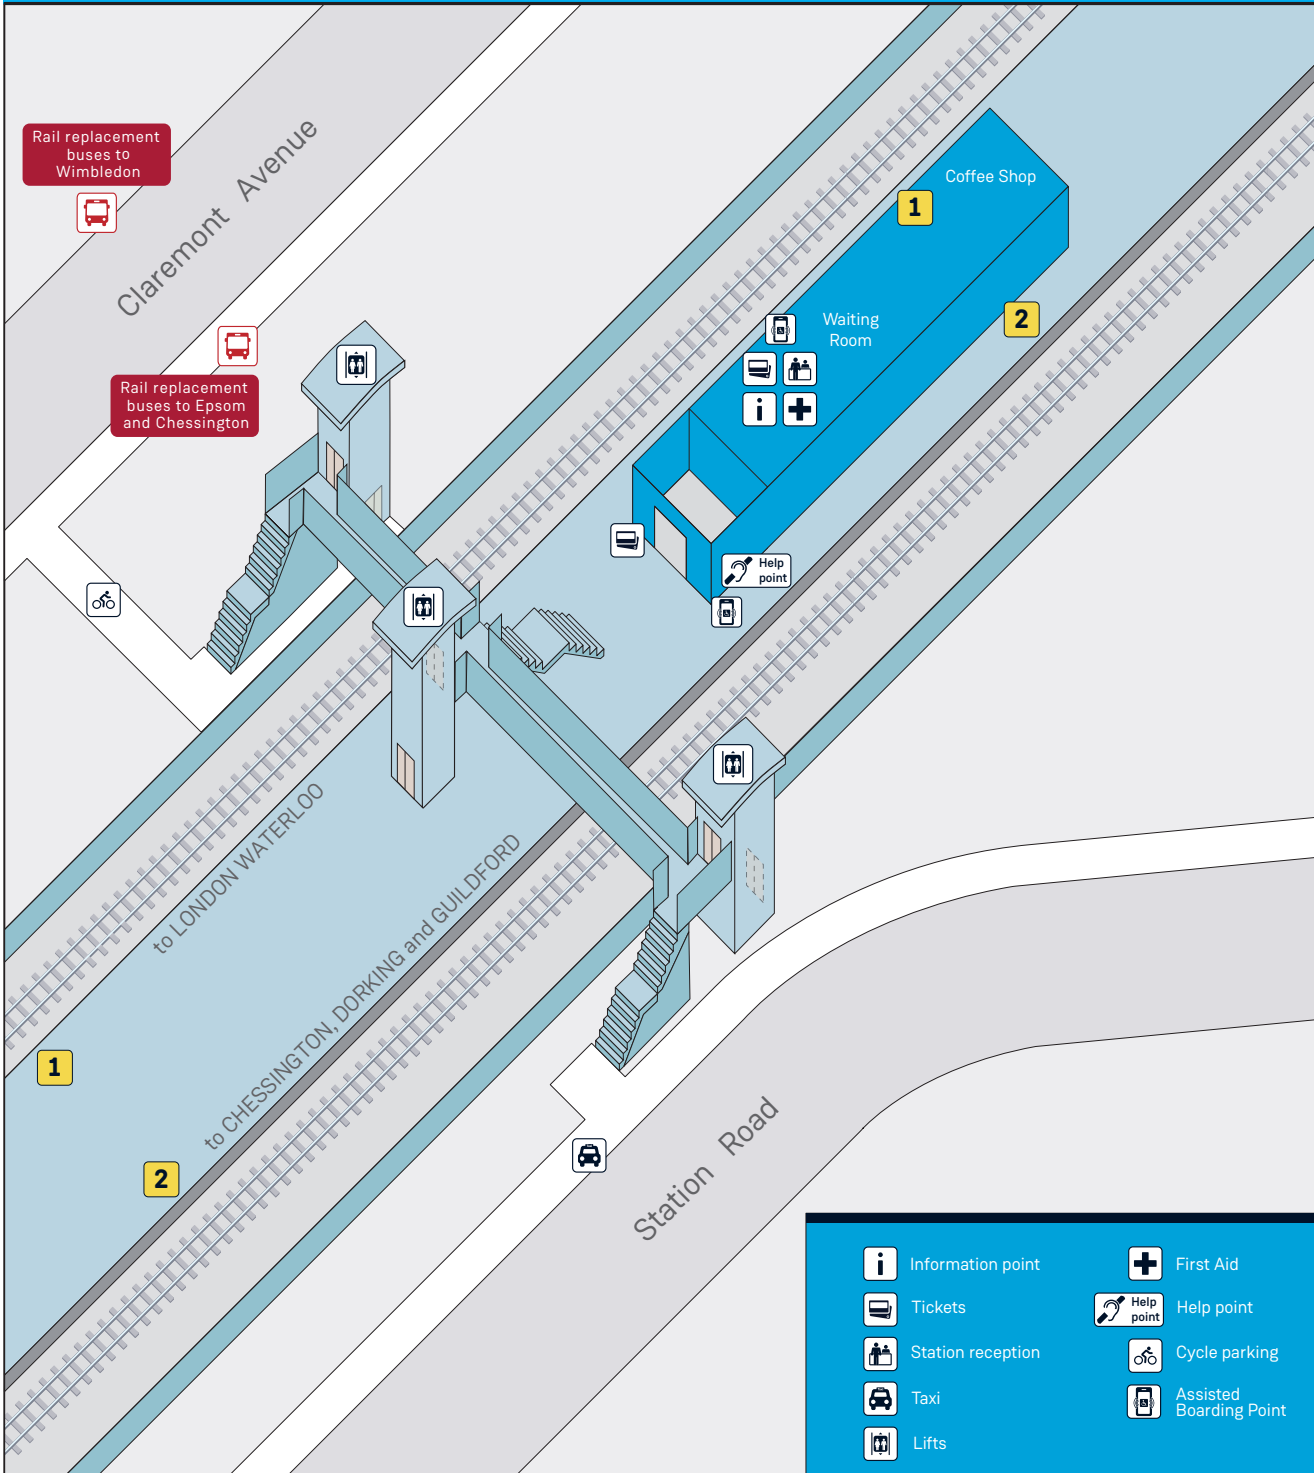 Rail replacement
buses to
Wimbledon
Claremont Avenue
Rail replacement
buses to Epsom
and Chessington
Coffee Shop
1
2
Waiting
Room
i
Help
point
to LONDON WATERLOO
to CHESSINGTON, DORKING and GUILDFORD
1
2
Station Road
i Information point
Tickets
Station reception
Taxi
Lifts
First Aid
Help
point
Help point
Cycle parking
Assisted
Boarding Point